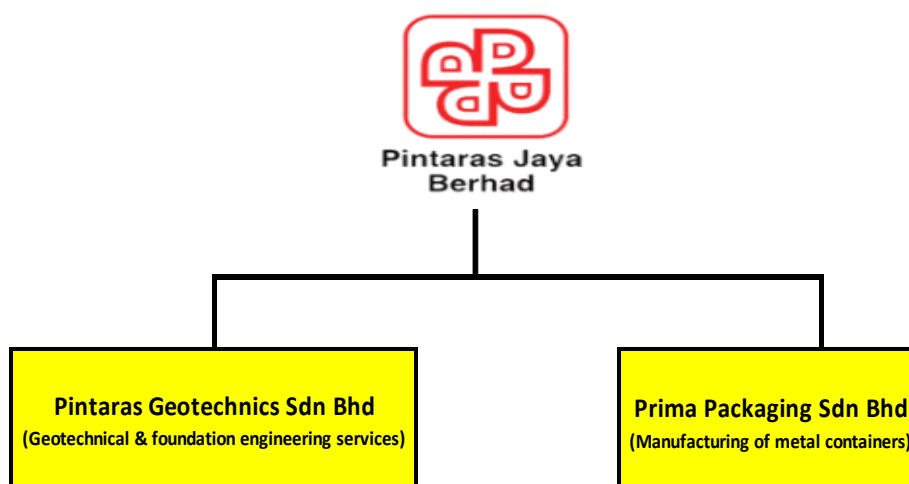 Pintaras Jaya
Berhad
Pintaras Geotechnics Sdn Bhd
(Geotechnical & foundation engineering services)
Prima Packaging Sdn Bhd
(Manufacturing of metal containers)